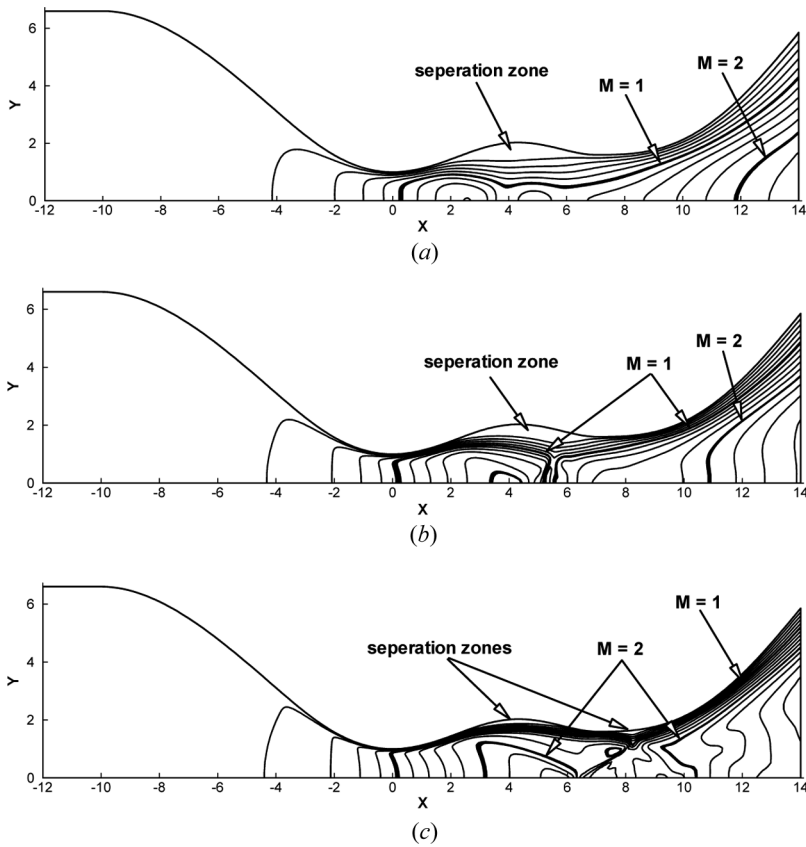 6
4
2
0
Y
seperation zone
M = 1
M = 2
-12 -10 -8 -6 -4 -2 0 2 4 6 8 10 12 14
X
(a)
6
4
2
0
Y
seperation zone
M = 1
M = 2
-12 -10 -8 -6 -4 -2 0 2 4 6 8 10 12 14
X
(b)
6
4
2
0
Y
seperation zones
M = 2
M = 1
-12 -10 -8 -6 -4 -2 0 2 4 6 8 10 12 14
X
(c)